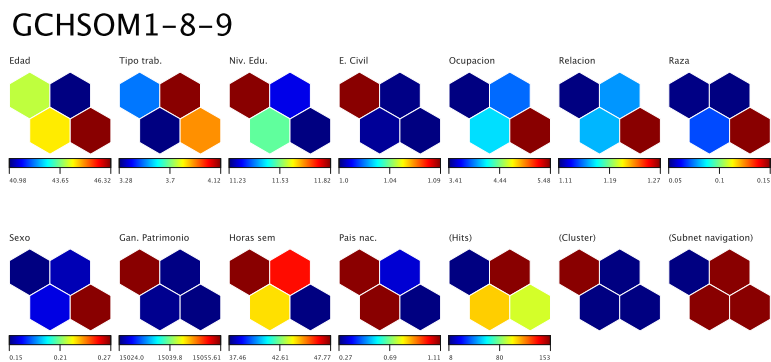 GCHSOM1-8-9
Edad Tipo trab. Niv. Edu. E. Civil Ocupacion Relacion Raza
40.98 43.65 46.32 3.28 3.7 4.12 11.23 11.53 11.82 1.0 1.04 1.09 3.41 4.44 5.48 1.11 1.19 1.27 0.05 0.1 0.15
Sexo Gan. Patrimonio Horas sem Pais nac. (Hits) (Cluster) (Subnet navigation)
0.15 0.21 0.27 15024.0 15039.8 15055.61 37.46 42.61 47.77 0.27 0.69 1.11 8 80 153